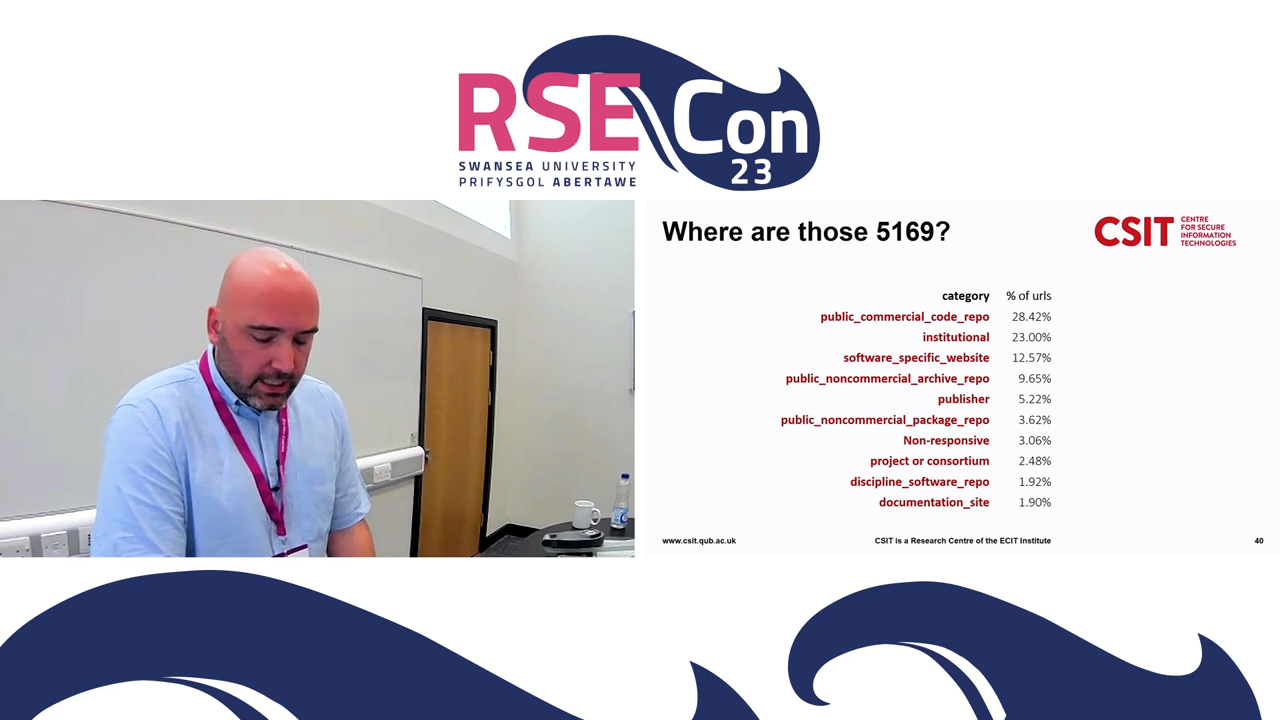 RSE Con
23
SWANSEA UNIVERSITY
PRIFYSGOL ABERTAWE
Where are those 5169?
CSIT CENTRE
FOR SECURE
INFORMATION
TECHNOLOGIES
category % of urls
public_commercial_code_repo 28.42%
institutional 23.00%
software_specific_website 12.57%
public_noncommercial_archive_repo 9.65%
publisher 5.22%
public_noncommercial_package_repo 3.62%
Non-responsive 3.06%
project or consortium 2.48%
discipline_software_repo 1.92%
documentation_site 1.90%
www.csit.qub.ac.uk CSIT is a Research Centre of the ECIT Institute 40